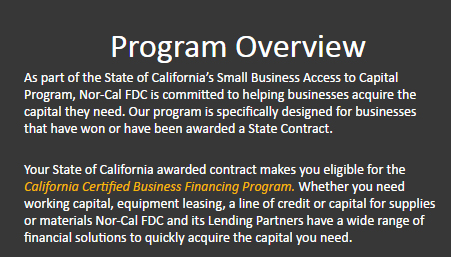 Program Overview
As part of the State of California's Small Business Access to Capital
Program, Nor-Cal FDC is committed to helping businesses acquire the
capital they need. Our program is specifically designed for businesses
that have won or have been awarded a State Contract.
Your State of California awarded contract makes you eligible for the
California Certified Business Financing Program. Whether you need
working capital, equipment leasing, a line of credit or capital for supplies
or materials Nor-Cal FDC and its Lending Partners have a wide range of
financial solutions to quickly acquire the capital you need.